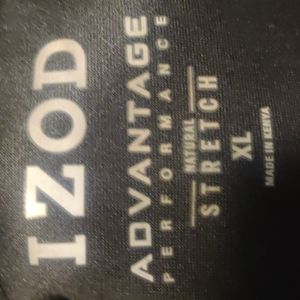 IZOD
ADVANTAGE
PERFORMANCE
NATURAL
STRETCH
XL
MADE IN KENYA